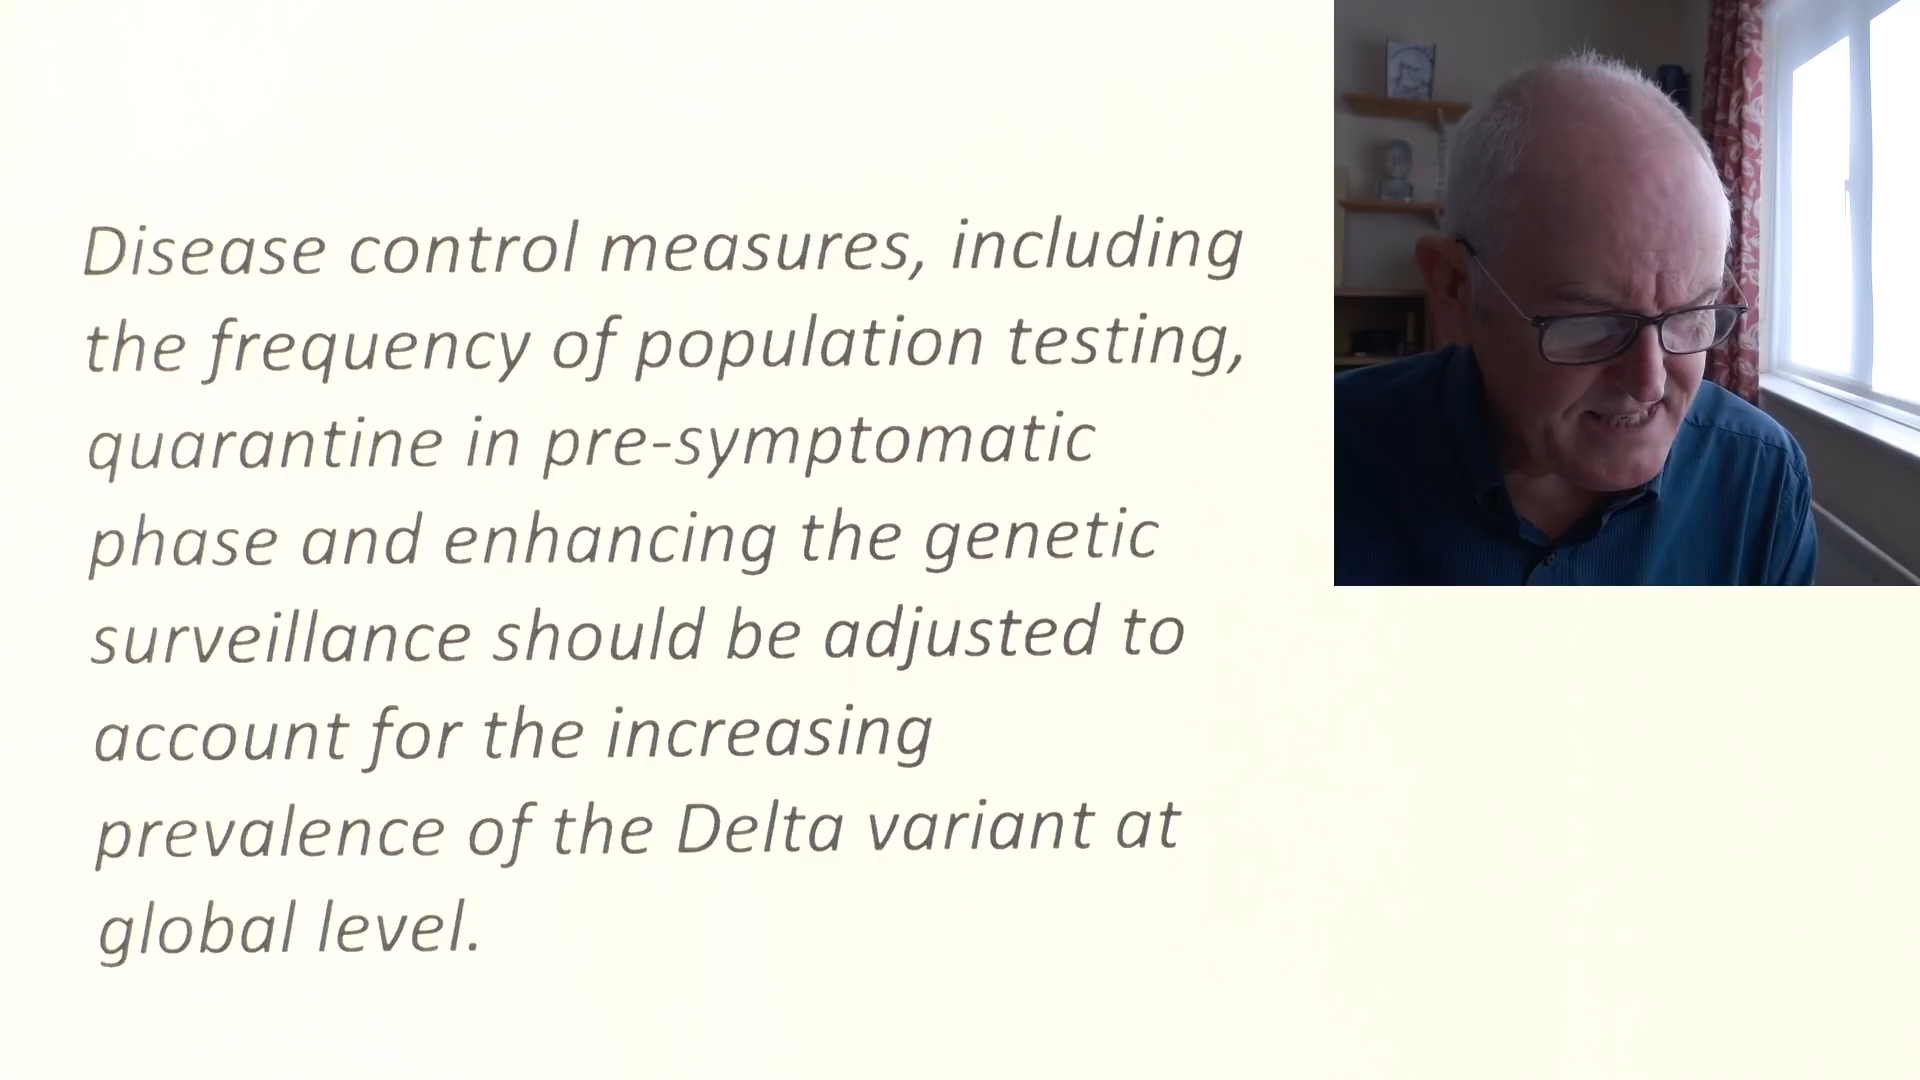 Disease control measures, including
the frequency of population testing,
quarantine in pre-symptomatic
phase and enhancing the genetic
surveillance should be adjusted to
account for the increasing
prevalence of the Delta variant at
global level.